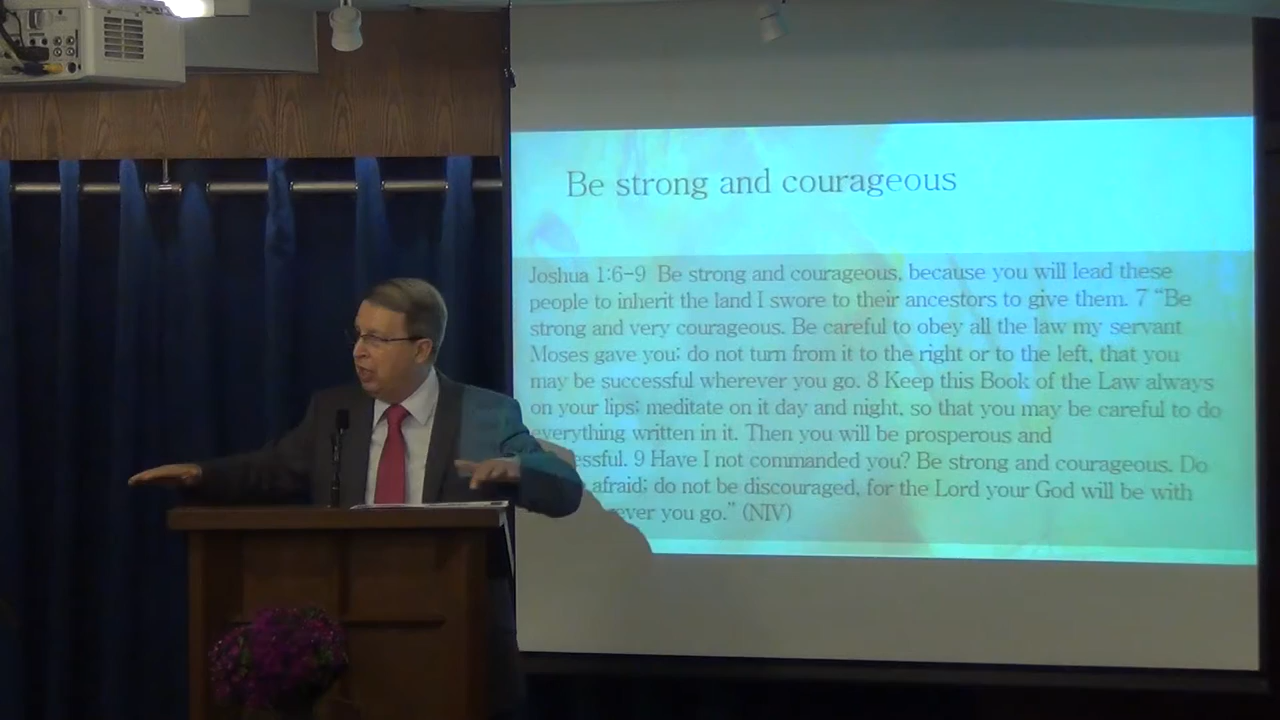 Be strong and courageous
Joshua 1:6-9 Be strong and courageous, because you will lead these
people to inherit the land I swore to their ancestors to give them. 7 “Be
strong and very courageous. Be careful to obey all the law my servant
Moses gave you; do not turn from it to the right or to the left, that you
may be successful wherever you go. 8 Keep this Book of the Law always
on your lips; meditate on it day and night, so that you may be careful to do
everything written in it. Then you will be prosperous and
essful. 9 Have I not commanded you? Be strong and courageous. Do
afraid; do not be discouraged, for the Lord your God will be with
ever you go.” (NIV)